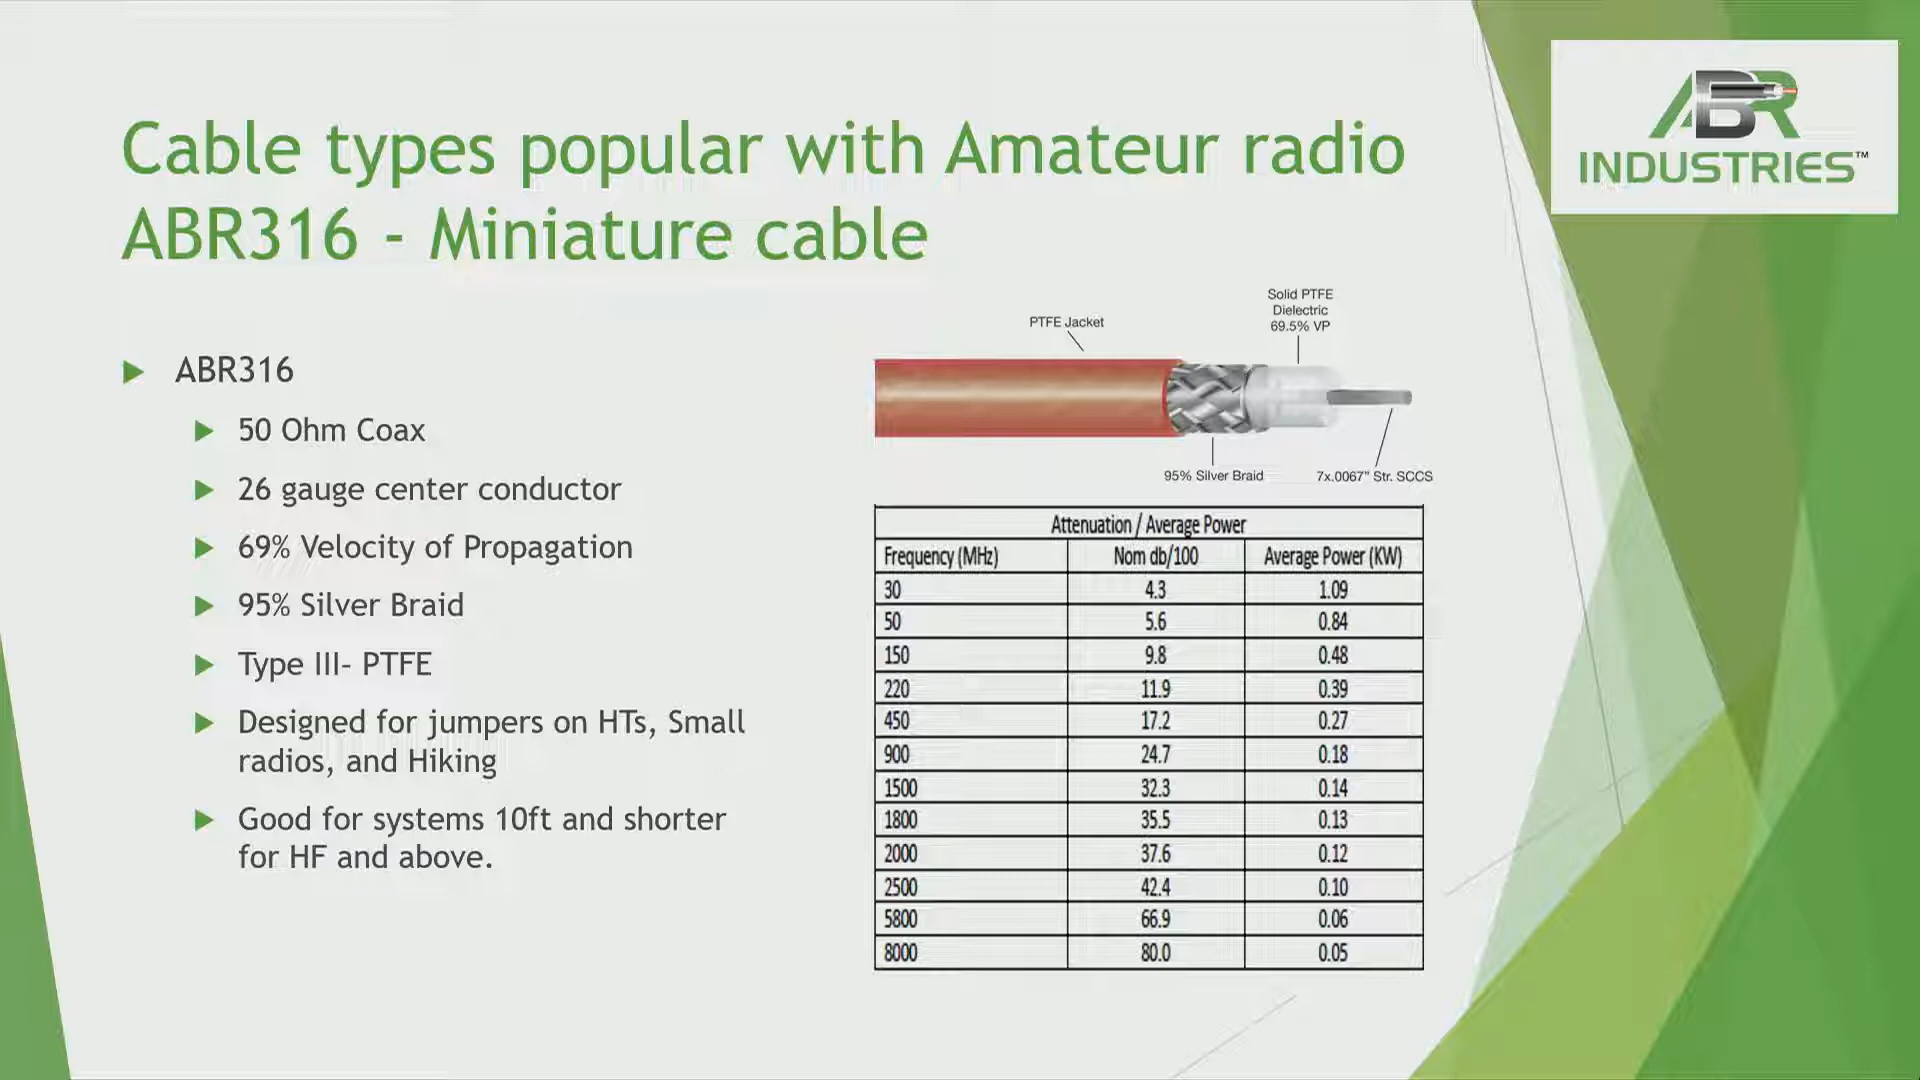 Cable types popular with Amateur radio
ABR316 - Miniature cable
ABR
INDUSTRIES™
ABR316
50 Ohm Coax
26 gauge center conductor
69% Velocity of Propagation
95% Silver Braid
Type III- PTFE
Designed for jumpers on HTs, Small
radios, and Hiking
Good for systems 10ft and shorter
for HF and above.
PTFE Jacket
Solid PTFE
Dielectric
69.5% VP
95% Silver Braid
7x.0067" Str. SCCS
Attenuation / Average Power
Frequency (MHz) Nom db/100 Average Power (KW)
30 4.3 1.09
50 5.6 0.84
150 9.8 0.48
220 11.9 0.39
450 17.2 0.27
900 24.7 0.18
1500 32.3 0.14
1800 35.5 0.13
2000 37.6 0.12
2500 42.4 0.10
5800 66.9 0.06
8000 80.0 0.05